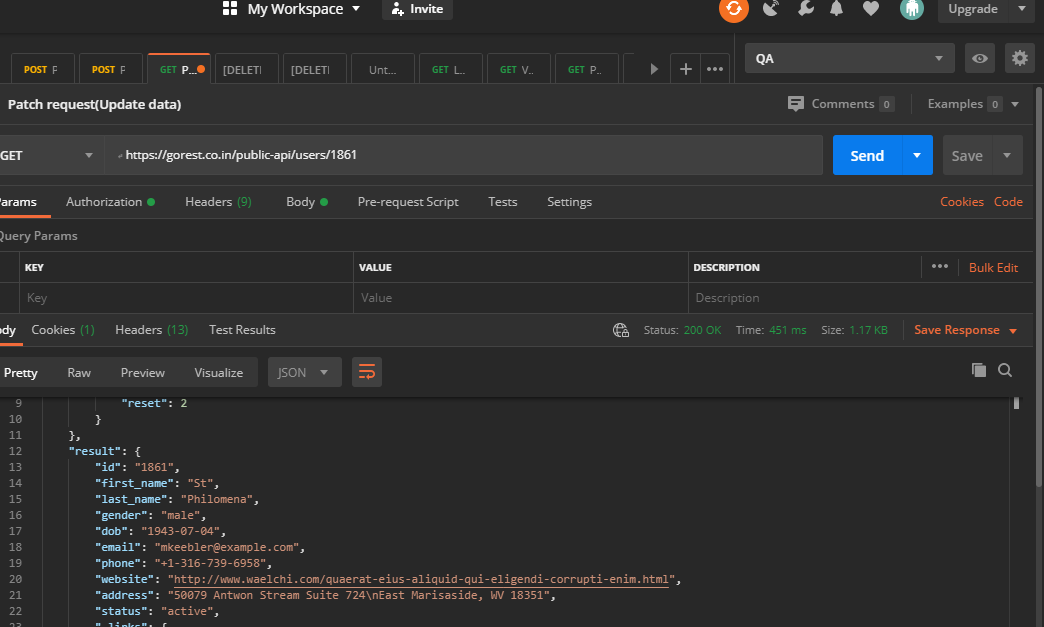 My Workspace Invite Upgrade
POST P POST P GET P... [DELETI [DELETI Unt... GET L.. GET V.. GET P.. + ••• QA
Patch request(Update data) Comments 0 Examples 0
GET https://gorest.co.in/public-api/users/1861 Send Save
Params Authorization Headers (9) Body Pre-request Script Tests Settings Cookies Code
Query Params
KEY VALUE DESCRIPTION ••• Bulk Edit
Key Value Description
ody Cookies (1) Headers (13) Test Results Status: 200 OK Time: 451 ms Size: 1.17 KB Save Response
Pretty Raw Preview Visualize JSON
9 "reset": 2
10 }
11 },
12 "result": {
13 "id": "1861",
14 "first_name": "St",
15 "last_name": "Philomena",
16 "gender": "male",
17 "dob": "1943-07-04",
18 "email": "mkeebler@example.com",
19 "phone": "+1-316-739-6958",
20 "website": "http://www.waelchi.com/quaerat-eius-aliquid-qui-eligendi-corrupti-enim.html",
21 "address": "50079 Antwon Stream Suite 724\nEast Marisaside, WV 18351",
22 "status": "active",
23 "_links": {